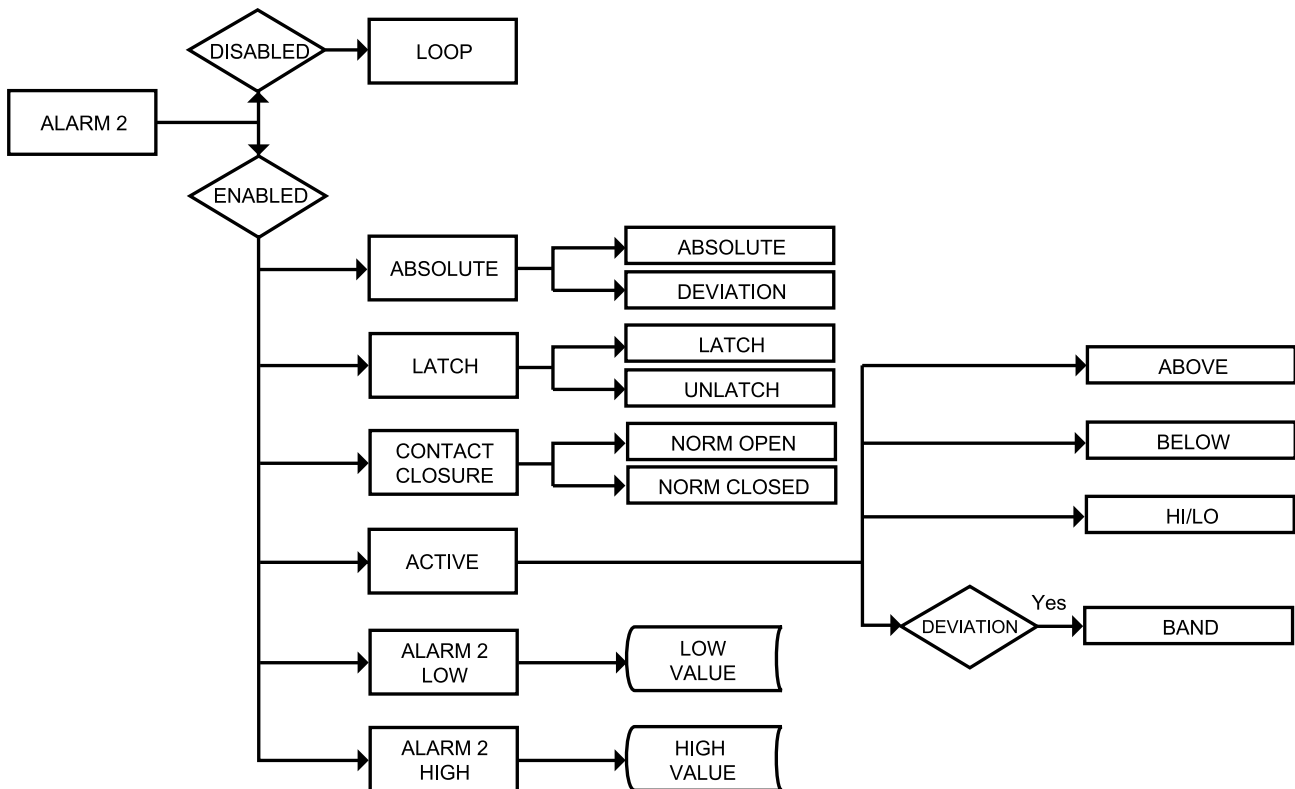 DISABLED
LOOP
ALARM 2
ENABLED
ABSOLUTE
ABSOLUTE
DEVIATION
LATCH
LATCH
UNLATCH
CONTACT
CLOSURE
NORM OPEN
NORM CLOSED
ACTIVE
ABOVE
BELOW
HI/LO
DEVIATION
Yes
BAND
ALARM 2
LOW
LOW
VALUE
ALARM 2
HIGH
HIGH
VALUE